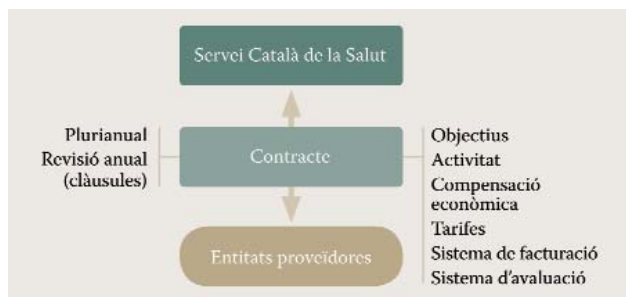 Servei Català de la Salut
Plurianual
Revisió anual
(clàusules)
Contracte
Objectius
Activitat
Compensació
econòmica
Tarifes
Sistema de facturació
Sistema d'avaluació
Entitats proveïdores